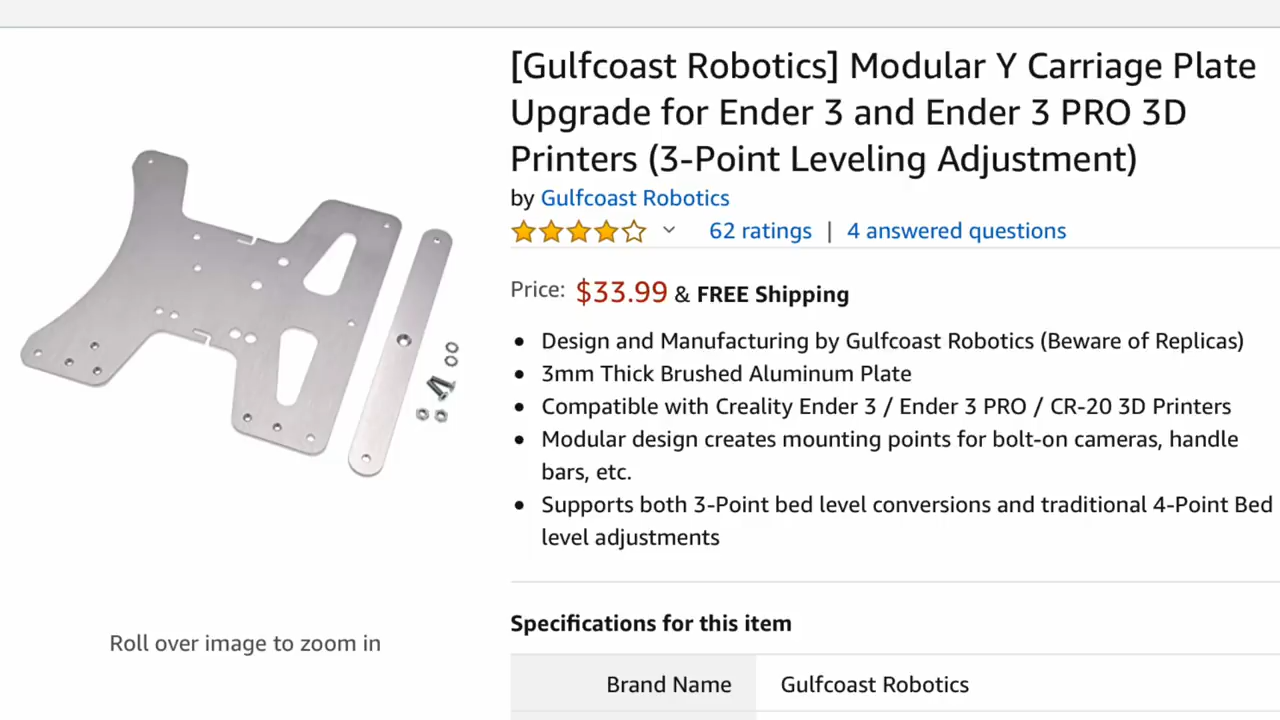 [Gulfcoast Robotics] Modular Y Carriage Plate
Upgrade for Ender 3 and Ender 3 PRO 3D
Printers (3-Point Leveling Adjustment)
by Gulfcoast Robotics
62 ratings | 4 answered questions
Price: $33.99 & FREE Shipping
• Design and Manufacturing by Gulfcoast Robotics (Beware of Replicas)
• 3mm Thick Brushed Aluminum Plate
• Compatible with Creality Ender 3 / Ender 3 PRO / CR-20 3D Printers
• Modular design creates mounting points for bolt-on cameras, handle
bars, etc.
• Supports both 3-Point bed level conversions and traditional 4-Point Bed
level adjustments
Roll over image to zoom in
Specifications for this item
Brand Name Gulfcoast Robotics